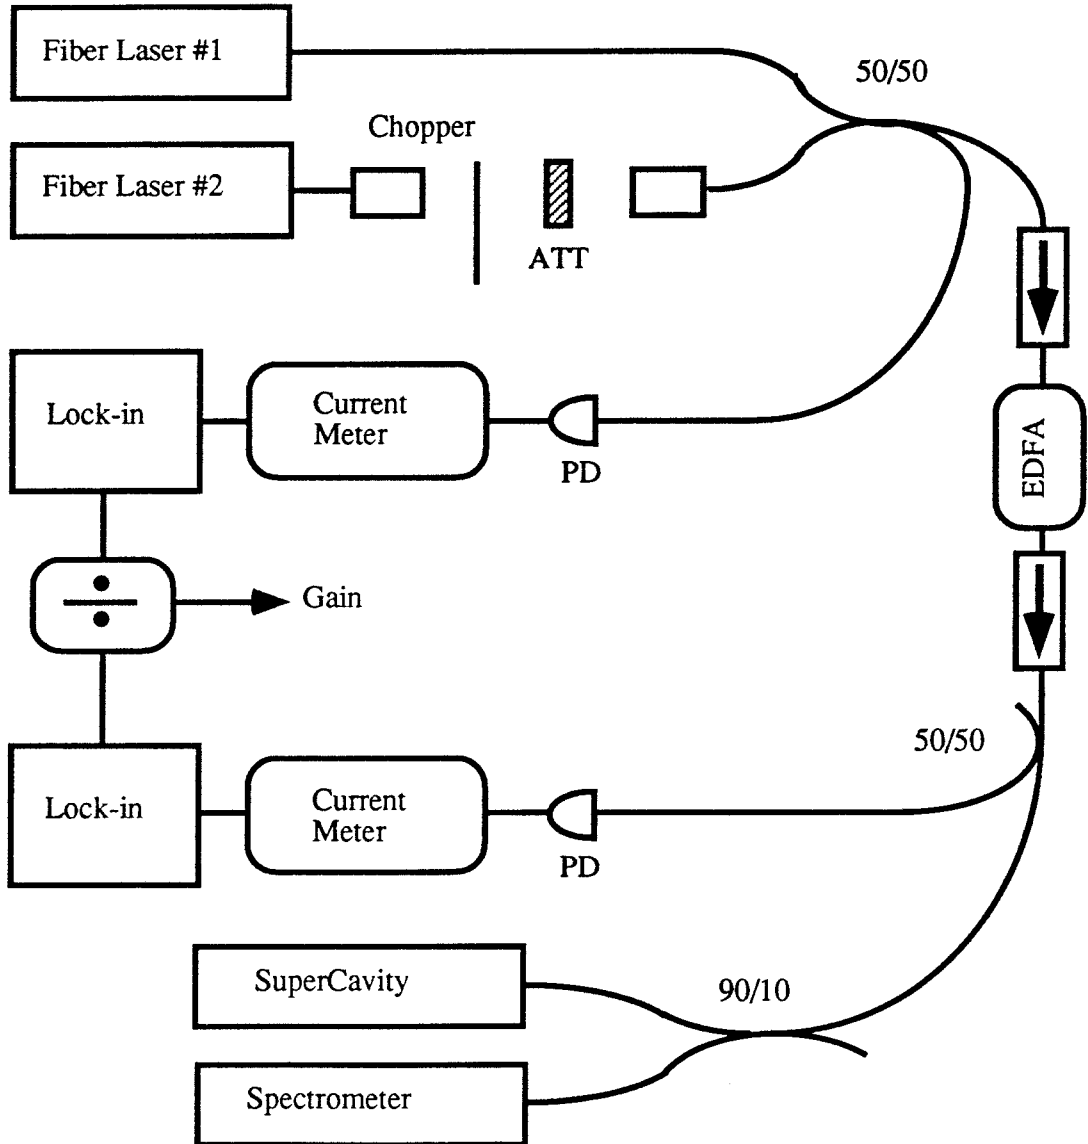 Fiber Laser #1
50/50
Chopper
Fiber Laser #2
ATT
Lock-in
Current
Meter
PD
EDFA
Gain
50/50
Lock-in
Current
Meter
PD
SuperCavity
90/10
Spectrometer